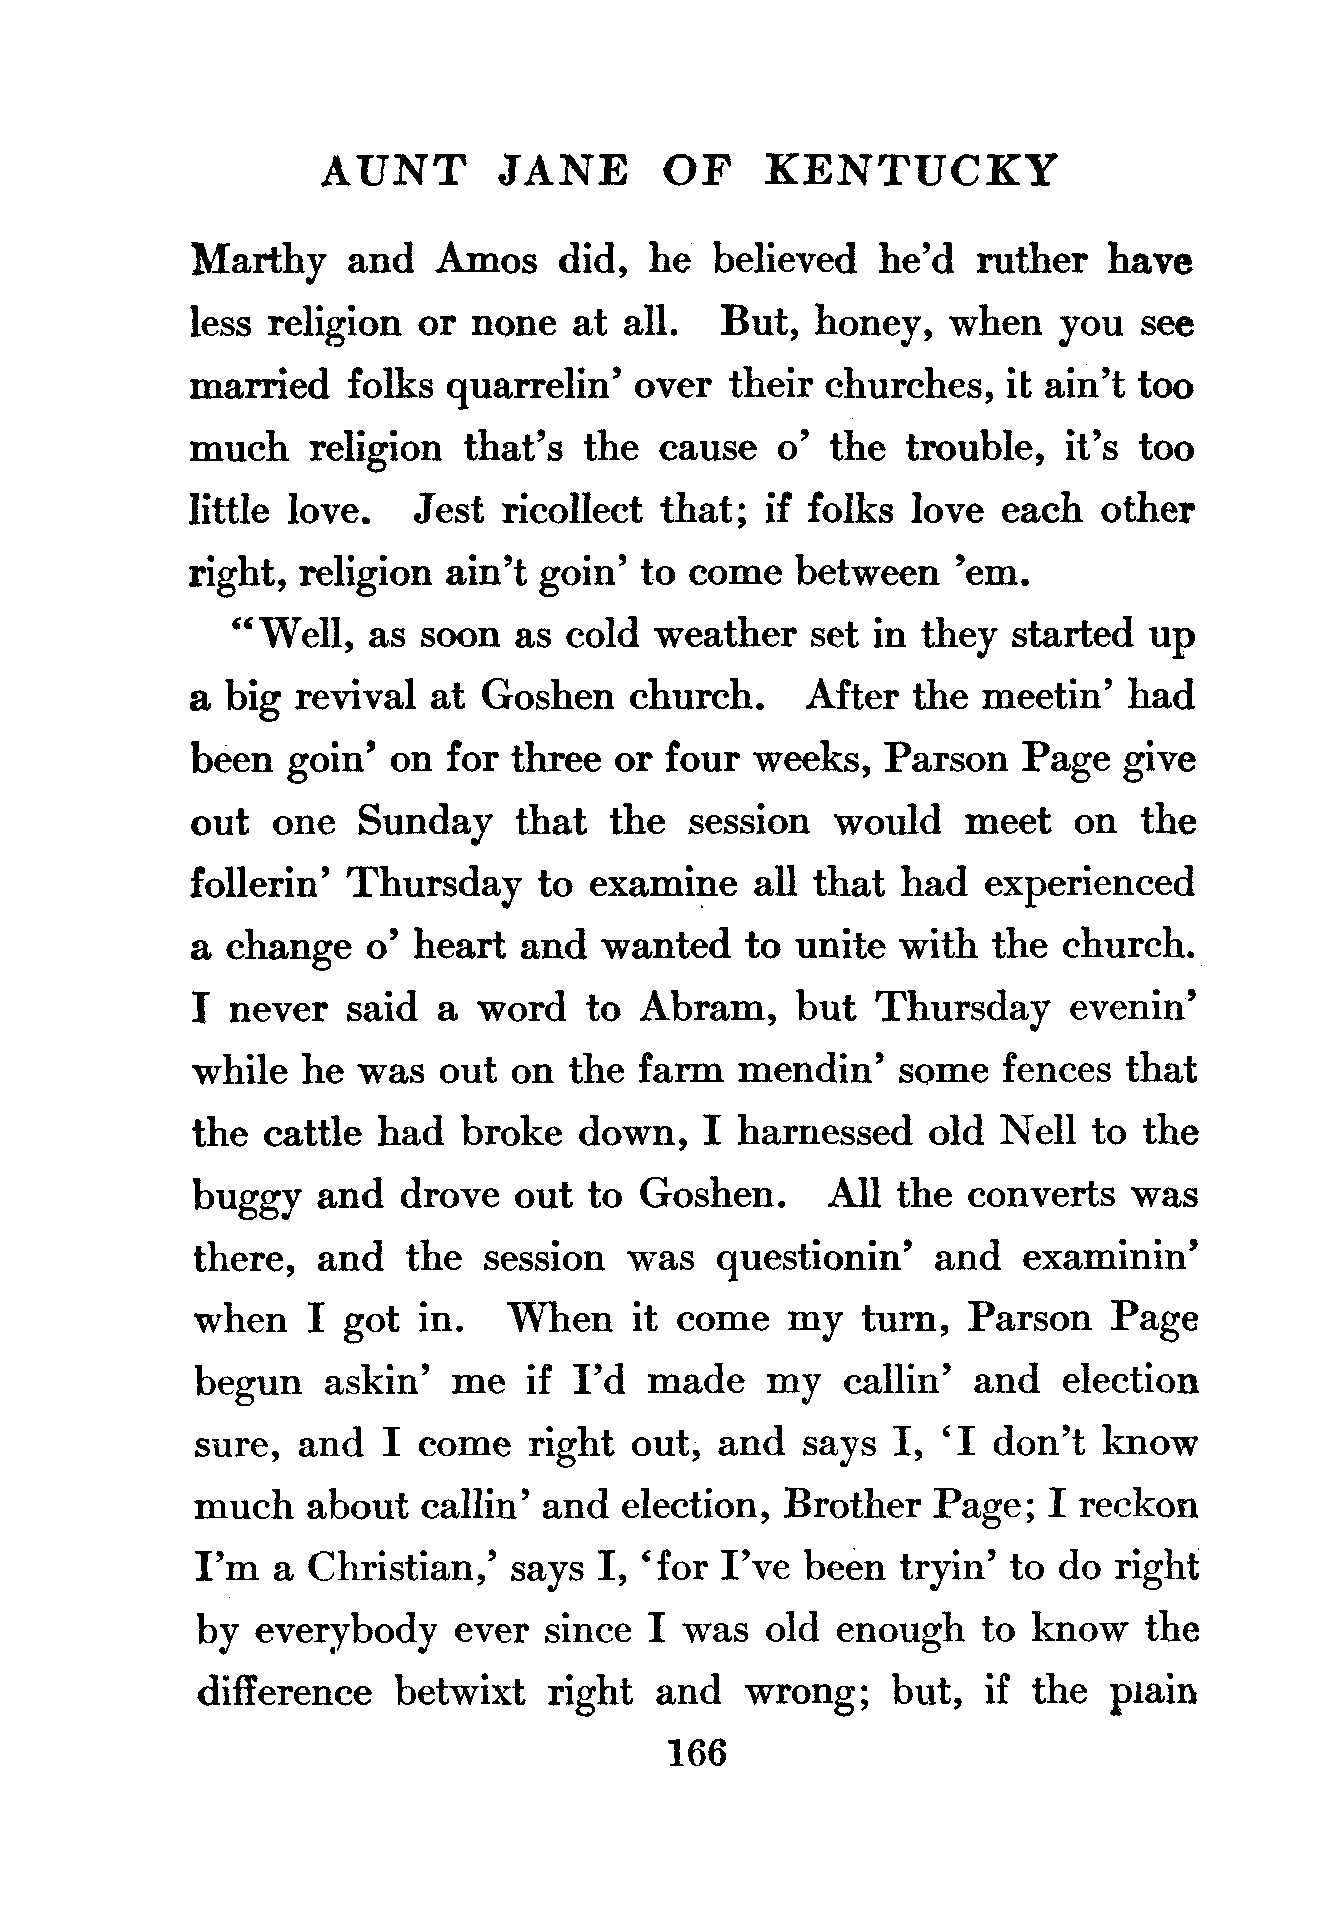 AUNT JANE OF KENTUCKY
Marthy and Amos did, he believed he'd ruther have
less religion or none at all. But, honey, when you see
married folks quarrelin' over their churches, it ain't too
much religion that's the cause o' the trouble, it's too
little love. Jest ricollect that; if folks love each other
right, religion ain't goin' to come between 'em.
“Well, as soon as cold weather set in they started up
a big revival at Goshen church. After the meetin' had
been goin' on for three or four weeks, Parson Page give
out one Sunday that the session would meet on the
follerin' Thursday to examine all that had experienced
a change o' heart and wanted to unite with the church.
I never said a word to Abram, but Thursday evenin'
while he was out on the farm mendin' some fences that
the cattle had broke down, I harnessed old Nell to the
buggy and drove out to Goshen. All the converts was
there, and the session was questionin' and examinin'
when I got in. When it come my turn, Parson Page
begun askin' me if I'd made my callin' and election
sure, and I come right out, and says I, ‘I don't know
much about callin' and election, Brother Page; I reckon
I'm a Christian,’ says I, ‘for I've been tryin' to do right
by everybody ever since I was old enough to know the
difference betwixt right and wrong; but, if the plain
166